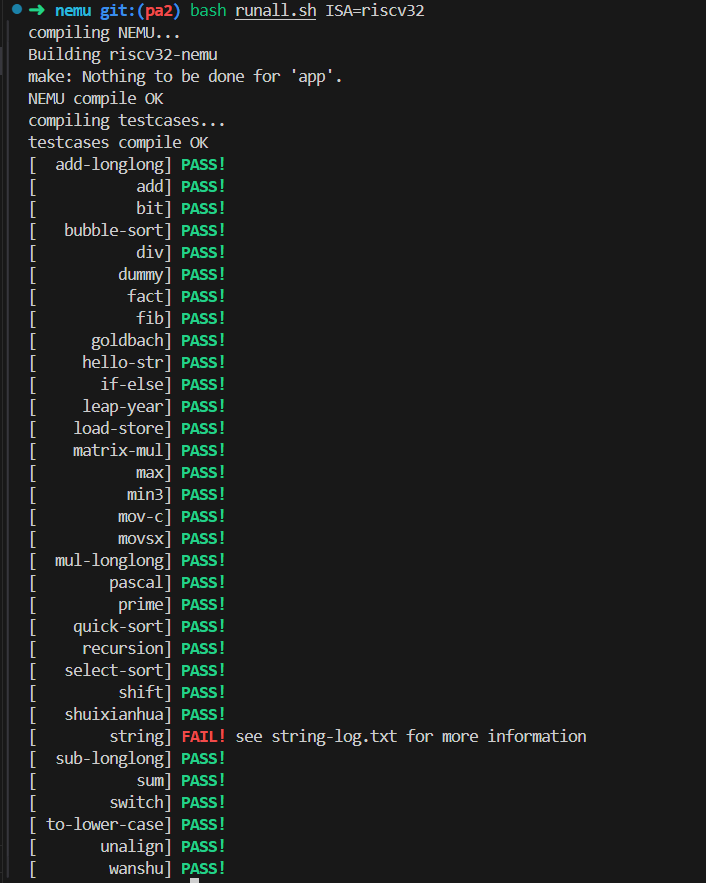 ➜ nemu git:(pa2) bash runall.sh ISA=riscv32
compiling NEMU...
Building riscv32-nemu
make: Nothing to be done for 'app'.
NEMU compile OK
compiling testcases...
testcases compile OK
[  add-longlong] PASS!
[           add] PASS!
[           bit] PASS!
[   bubble-sort] PASS!
[           div] PASS!
[         dummy] PASS!
[          fact] PASS!
[           fib] PASS!
[      goldbach] PASS!
[     hello-str] PASS!
[       if-else] PASS!
[     leap-year] PASS!
[    load-store] PASS!
[    matrix-mul] PASS!
[           max] PASS!
[          min3] PASS!
[         mov-c] PASS!
[         movsx] PASS!
[  mul-longlong] PASS!
[        pascal] PASS!
[         prime] PASS!
[    quick-sort] PASS!
[     recursion] PASS!
[   select-sort] PASS!
[         shift] PASS!
[   shuixianhua] PASS!
[        string] FAIL! see string-log.txt for more information
[  sub-longlong] PASS!
[           sum] PASS!
[        switch] PASS!
[ to-lower-case] PASS!
[       unalign] PASS!
[        wanshu] PASS!